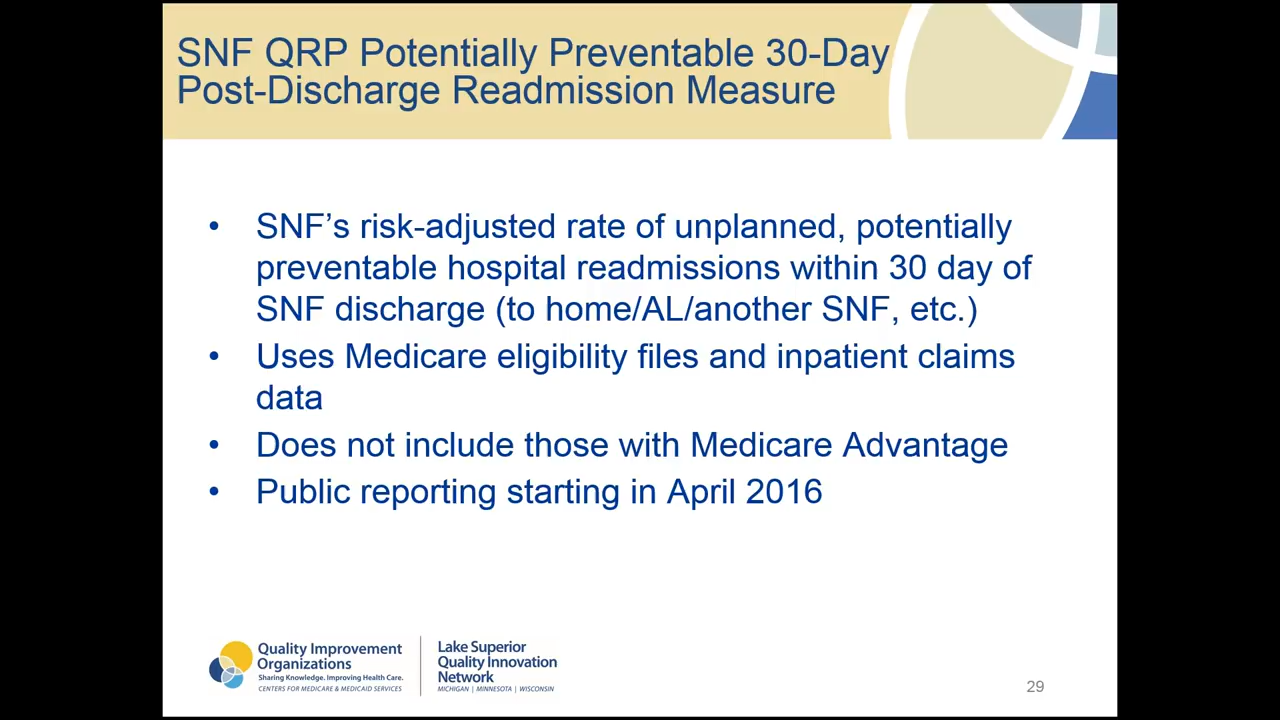 SNF QRP Potentially Preventable 30-Day
Post-Discharge Readmission Measure
• SNF’s risk-adjusted rate of unplanned, potentially
preventable hospital readmissions within 30 day of
SNF discharge (to home/AL/another SNF, etc.)
• Uses Medicare eligibility files and inpatient claims
data
• Does not include those with Medicare Advantage
• Public reporting starting in April 2016
Quality Improvement
Organizations
Sharing Knowledge. Improving Health Care.
CENTERS FOR MEDICARE & MEDICAID SERVICES
Lake Superior
Quality Innovation
Network
MICHIGAN | MINNESOTA | WISCONSIN
29